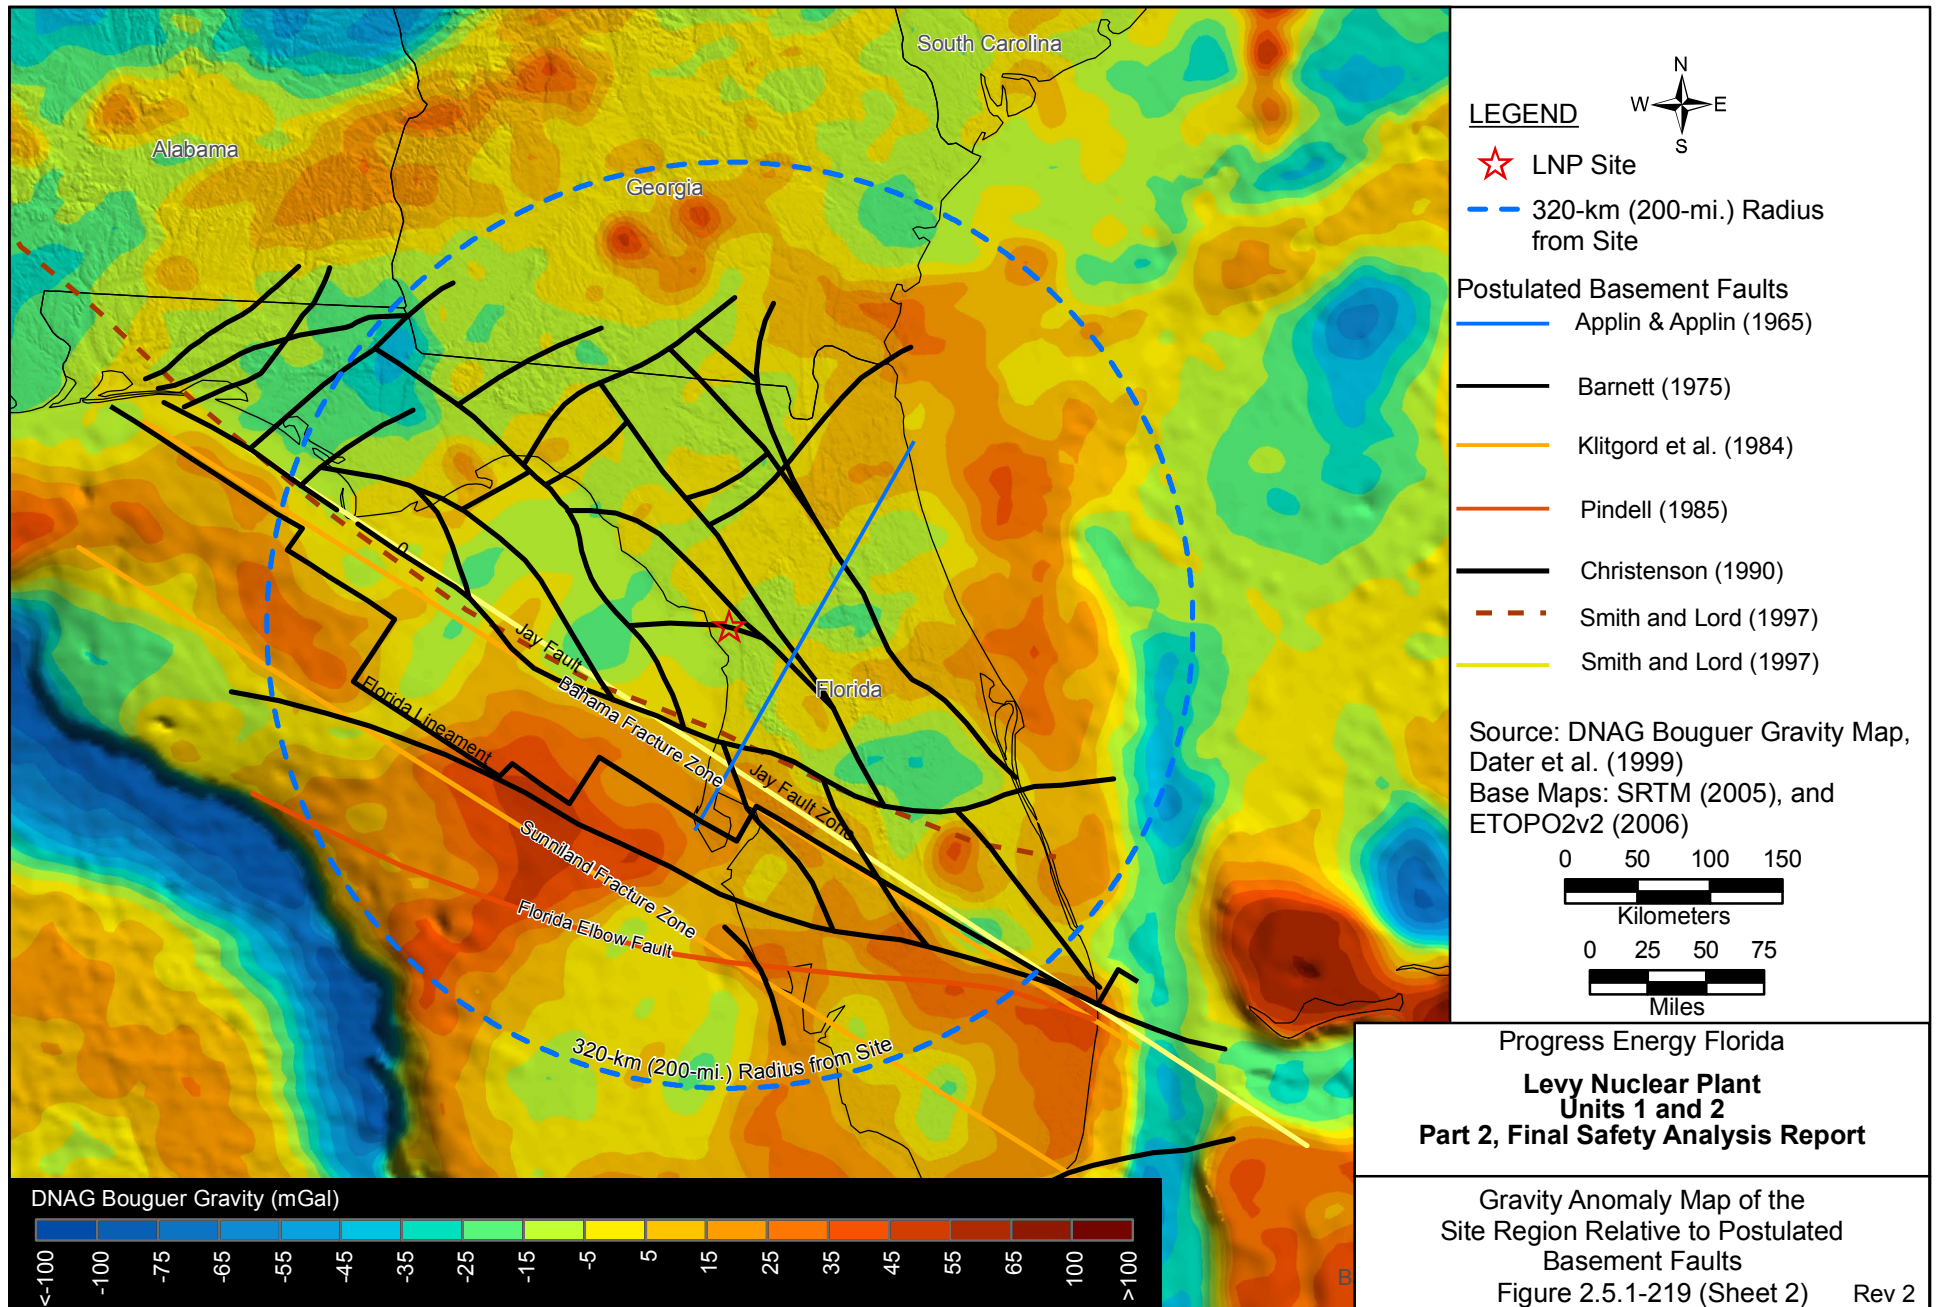 South Carolina
Alabama
Georgia
Florida
0
Jay Fault
Bahama Fracture Zone
Florida Lineament
Jay Fault Zone
Sunniland Fracture Zone
Florida Elbow Fault
320-km (200-mi.) Radius from Site
B
DNAG Bouguer Gravity (mGal)
<-100 -100 -75 -65 -55 -45 -35 -25 -15 -5 5 15 25 35 45 55 65 100 >100
N
W E
S
LEGEND
LNP Site
320-km (200-mi.) Radius
from Site
Postulated Basement Faults
Applin & Applin (1965)
Barnett (1975)
Klitgord et al. (1984)
Pindell (1985)
Christenson (1990)
Smith and Lord (1997)
Smith and Lord (1997)
Source: DNAG Bouguer Gravity Map,
Dater et al. (1999)
Base Maps: SRTM (2005), and
ETOPO2v2 (2006)
0 50 100 150
Kilometers
0 25 50 75
Miles
Progress Energy Florida
Levy Nuclear Plant
Units 1 and 2
Part 2, Final Safety Analysis Report
Gravity Anomaly Map of the
Site Region Relative to Postulated
Basement Faults
Figure 2.5.1-219 (Sheet 2) Rev 2